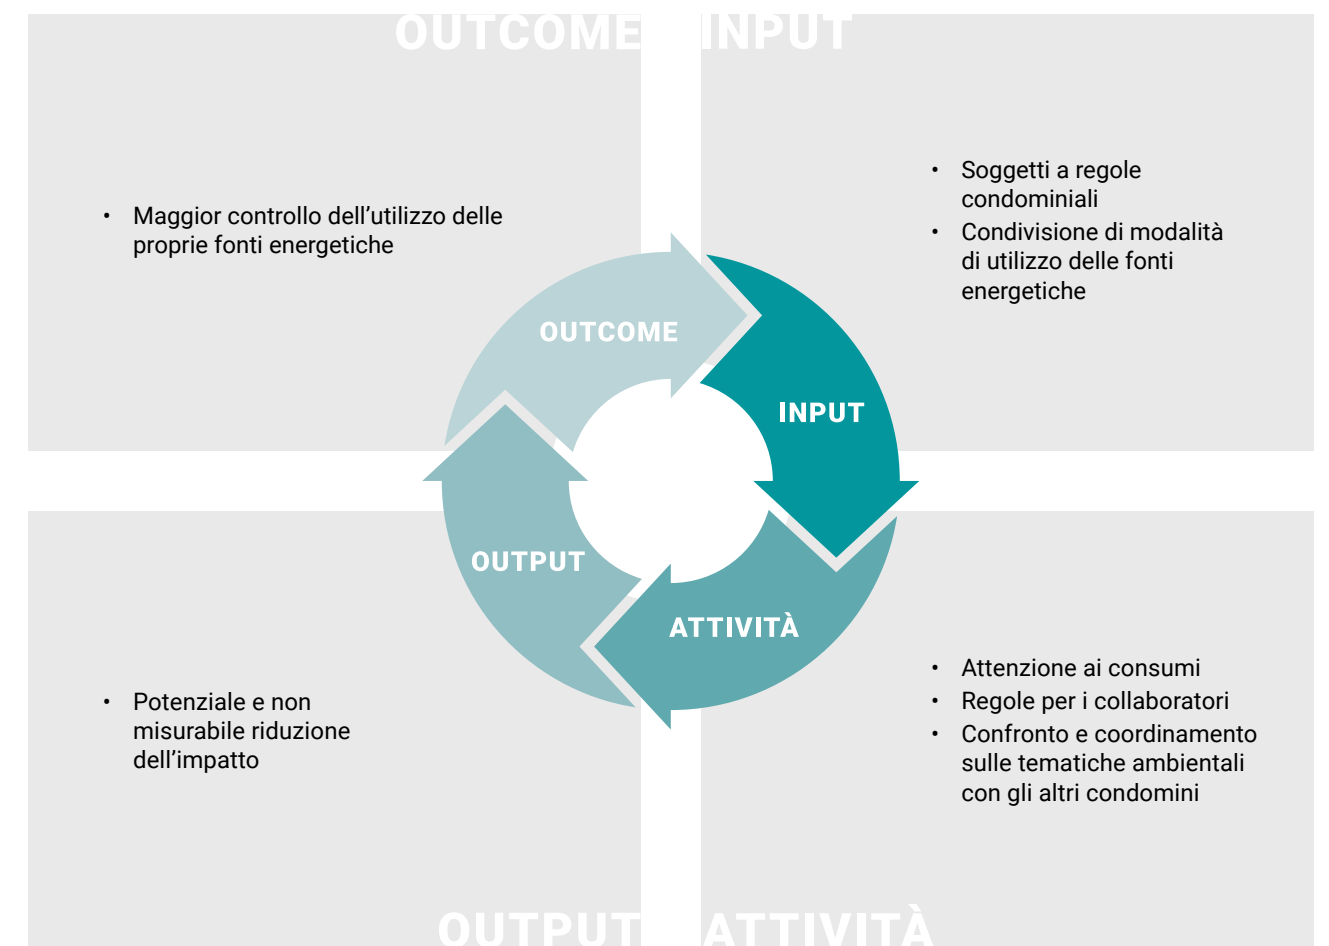 OUTCOME
INPUT
• Maggior controllo dell’utilizzo delle
proprie fonti energetiche
• Soggetti a regole
condominiali
• Condivisione di modalità
di utilizzo delle fonti
energetiche
OUTCOME
INPUT
OUTPUT
ATTIVITÀ
• Potenziale e non
misurabile riduzione
dell’impatto
• Attenzione ai consumi
• Regole per i collaboratori
• Confronto e coordinamento
sulle tematiche ambientali
con gli altri condomini
OUTPUT
ATTIVITÀ